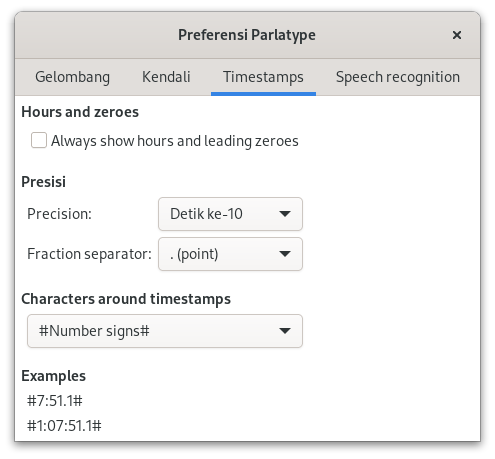 Preferensi Parlatype
Gelombang Kendali Timestamps Speech recognition
Hours and zeroes
Always show hours and leading zeroes
Presisi
Precision: Detik ke-10
Fraction separator: . (point)
Characters around timestamps
#Number signs#
Examples
#7:51.1#
#1:07:51.1#